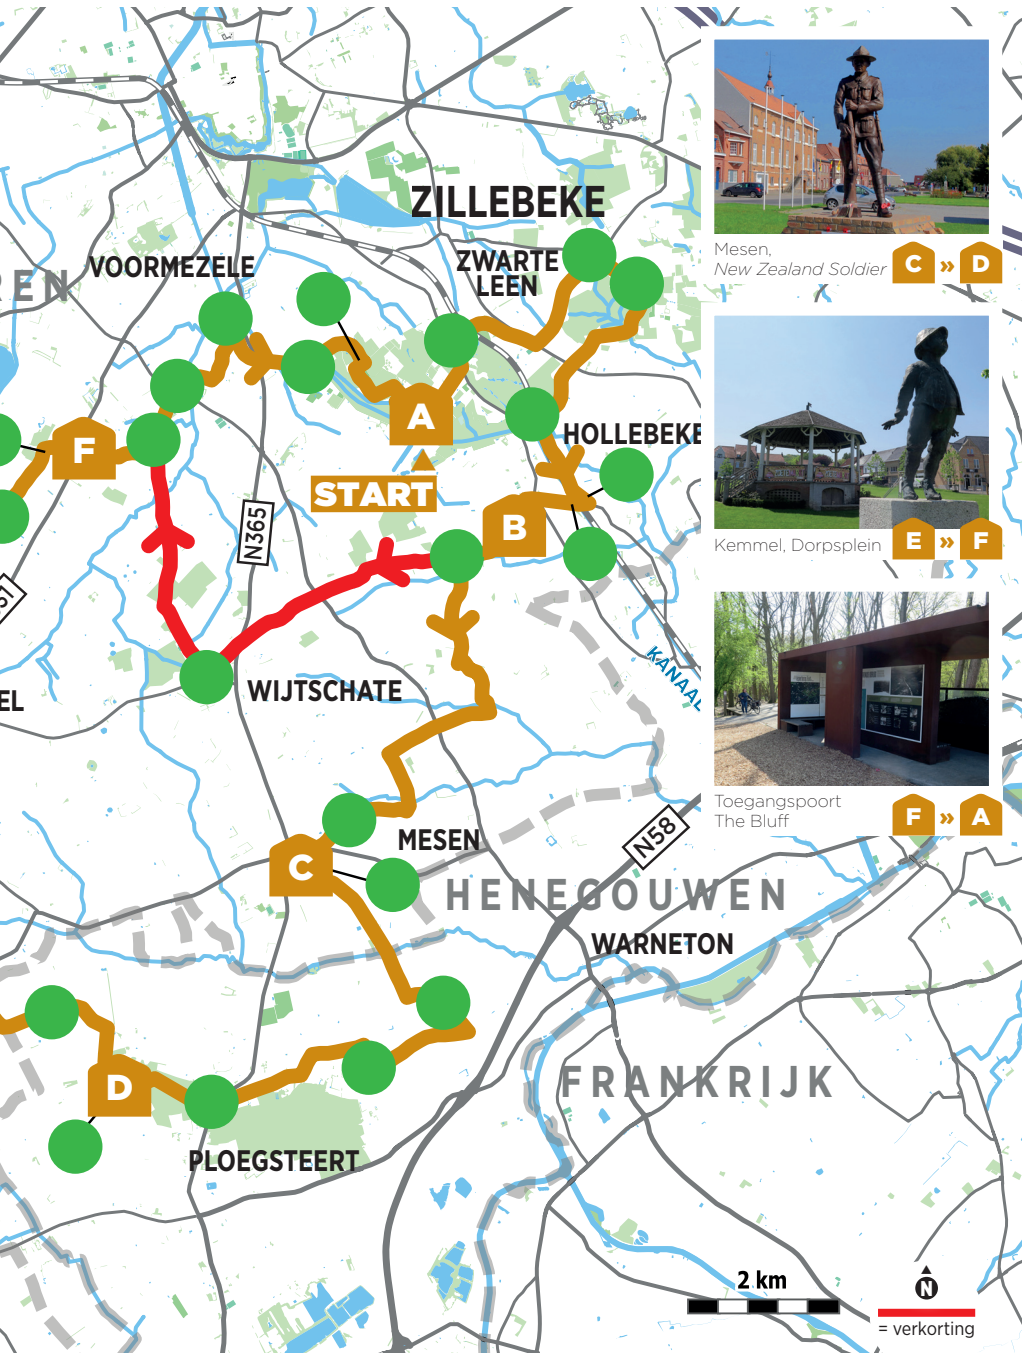 ZILLEBEKE
VOORMEZELE
ZWARTE
LEEN
REN
A
HOLLEBEKE
F
START
B
N365
KANAAL
EL
WIJTSCHATE
MESEN
C
N58
HENEGOUWEN
WARNETON
D
FRANKRIJK
PLOEGSTEERT
2 km
N
= verkorting
Mesen,
New Zealand Soldier
C » D
Kemmel, Dorpsplein
E » F
Toegangspoort
The Bluff
F » A